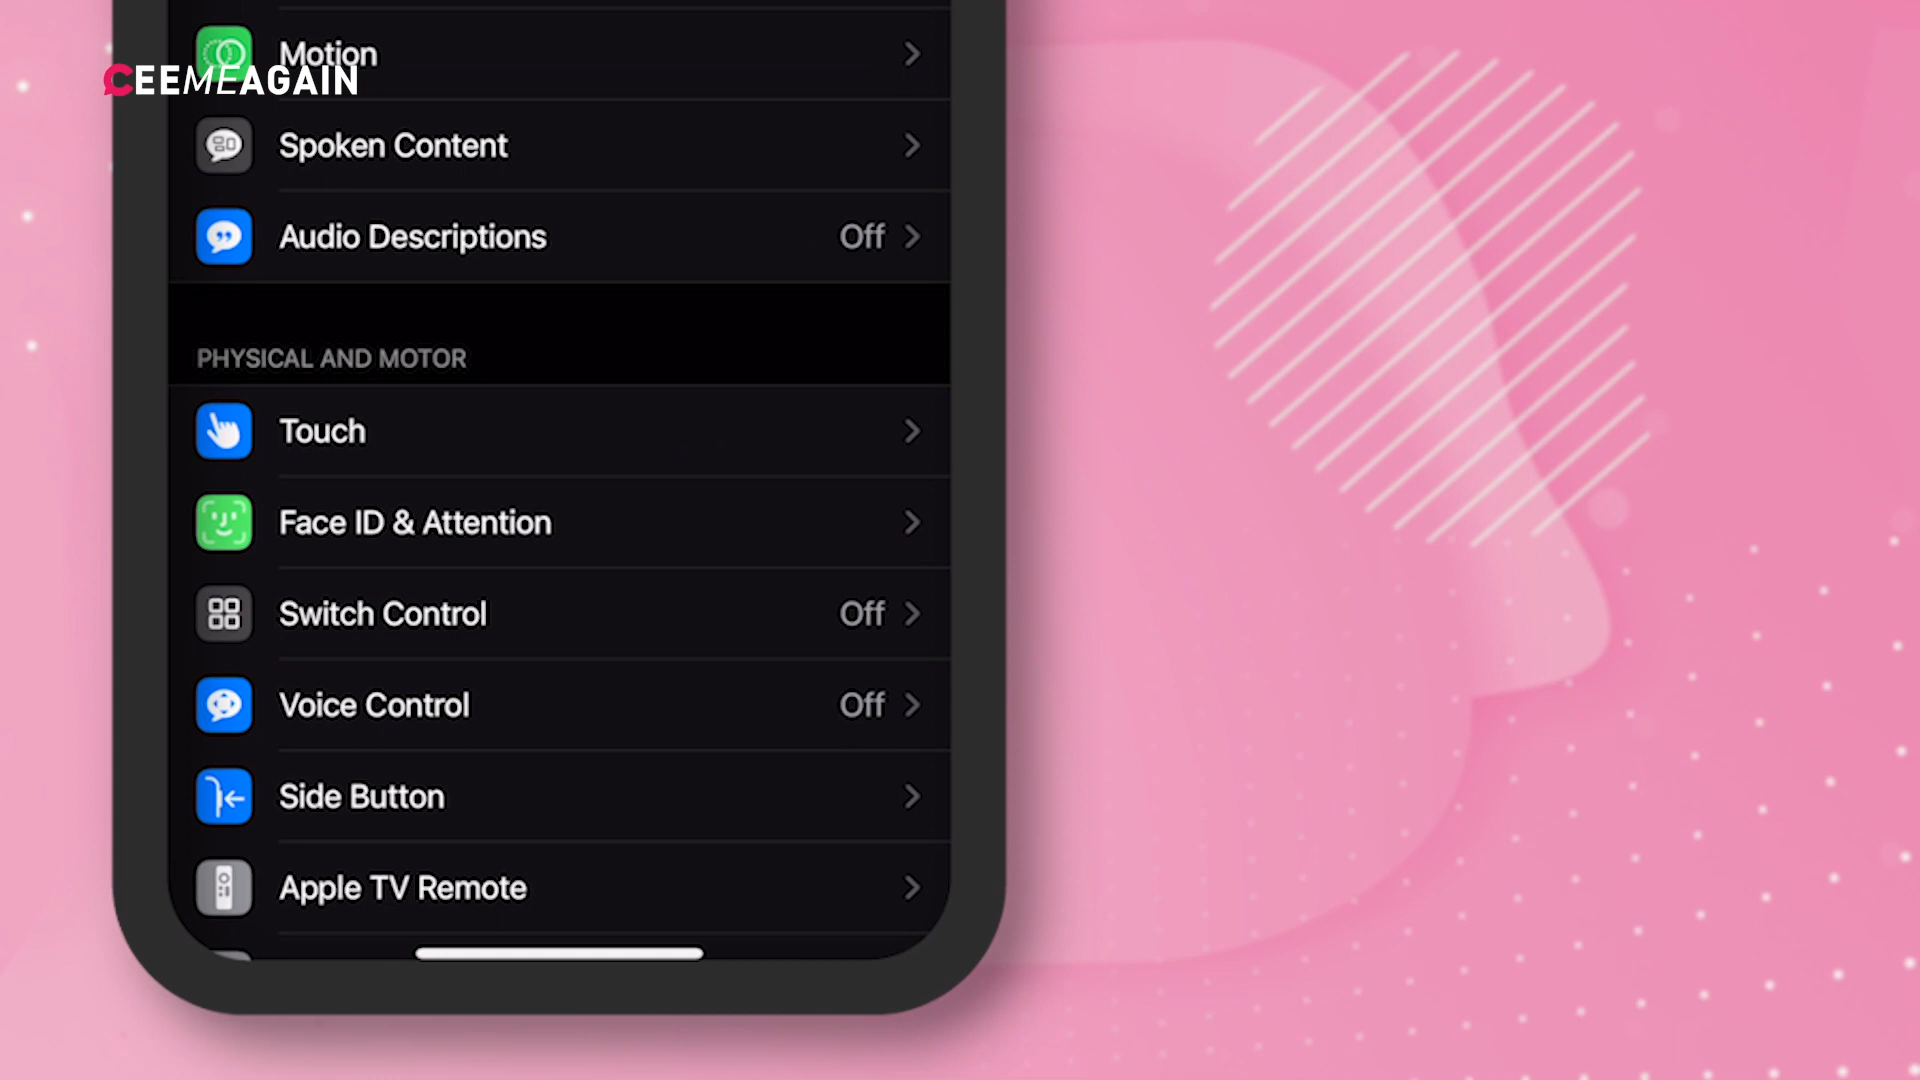 Motion
CEEMEAGAIN
Spoken Content
Audio Descriptions Off
PHYSICAL AND MOTOR
Touch
Face ID & Attention
Switch Control Off
Voice Control Off
Side Button
Apple TV Remote